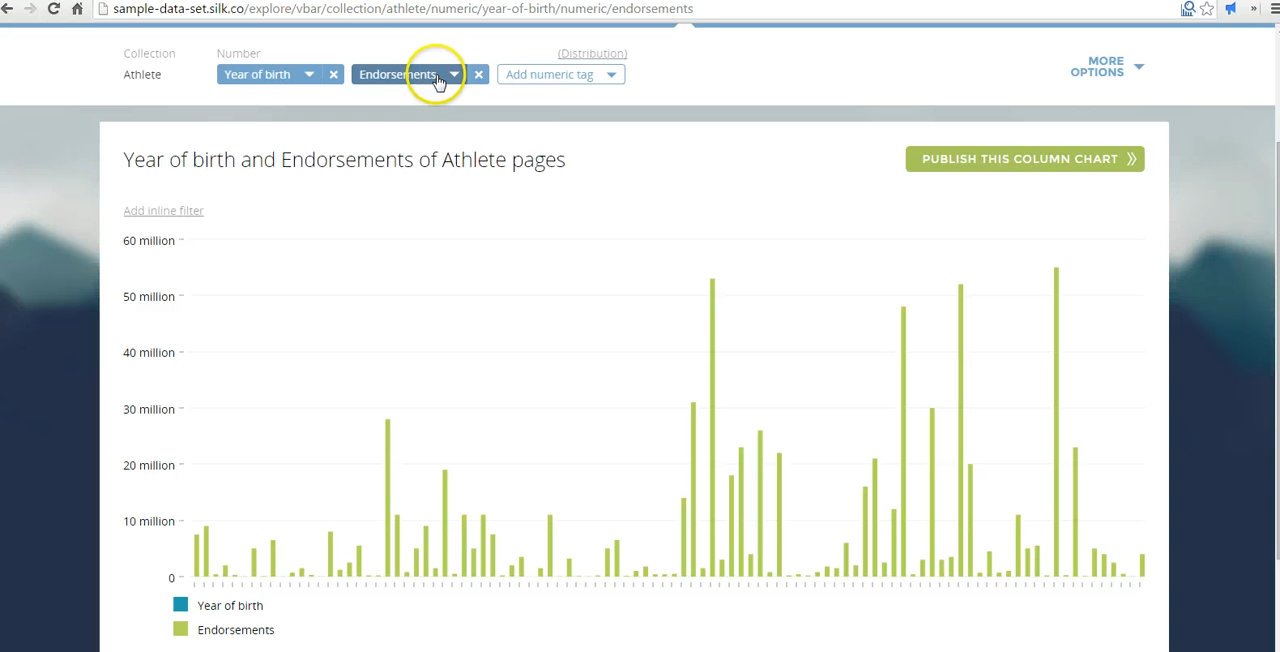 sample-data-set.silk.co/explore/vbar/collection/athlete/numeric/year-of-birth/numeric/endorsements
»
Collection
Number
(Distribution)
Athlete
Year of birth
Endorsements
Add numeric tag
MORE
OPTIONS
Year of birth and Endorsements of Athlete pages
PUBLISH THIS COLUMN CHART
Add inline filter
60 million
50 million
40 million
30 million
20 million
10 million
0
Year of birth
Endorsements